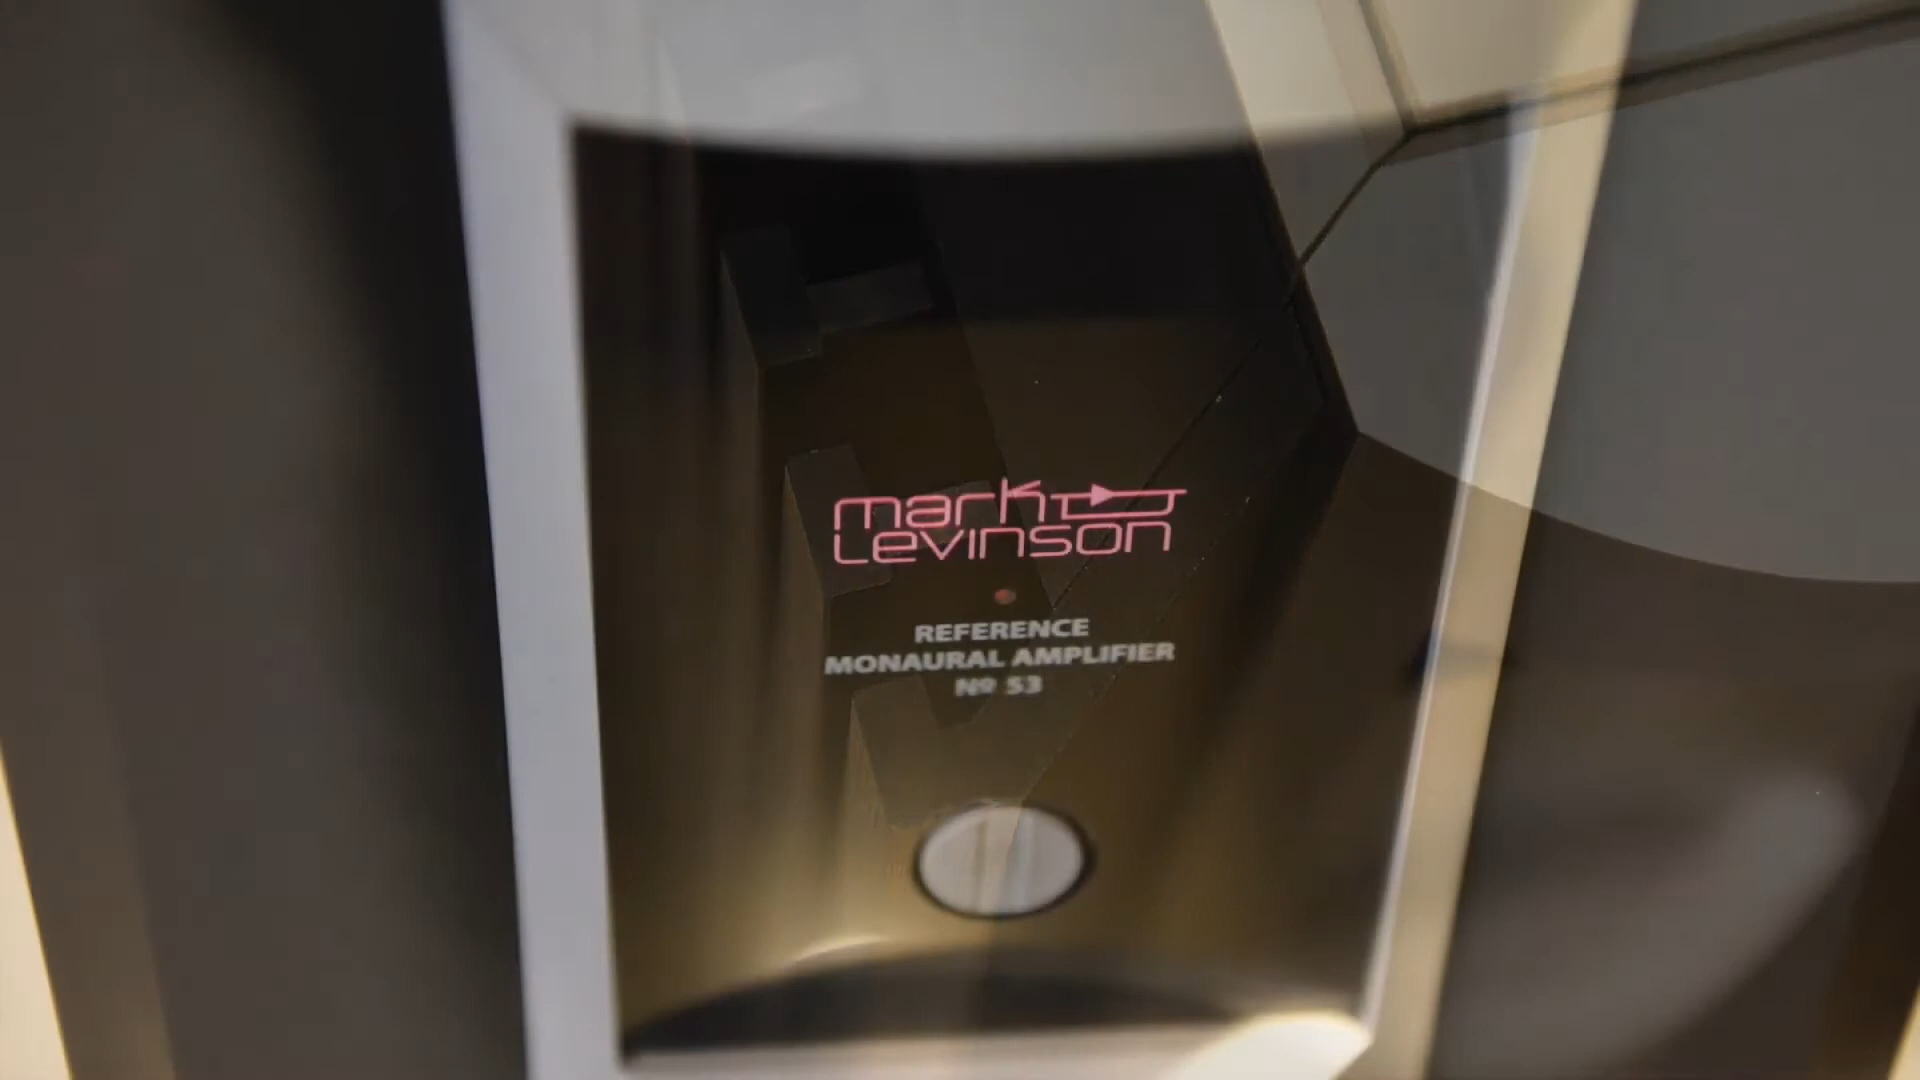 mark
Levinson
REFERENCE
MONAURAL AMPLIFIER
Nº 53